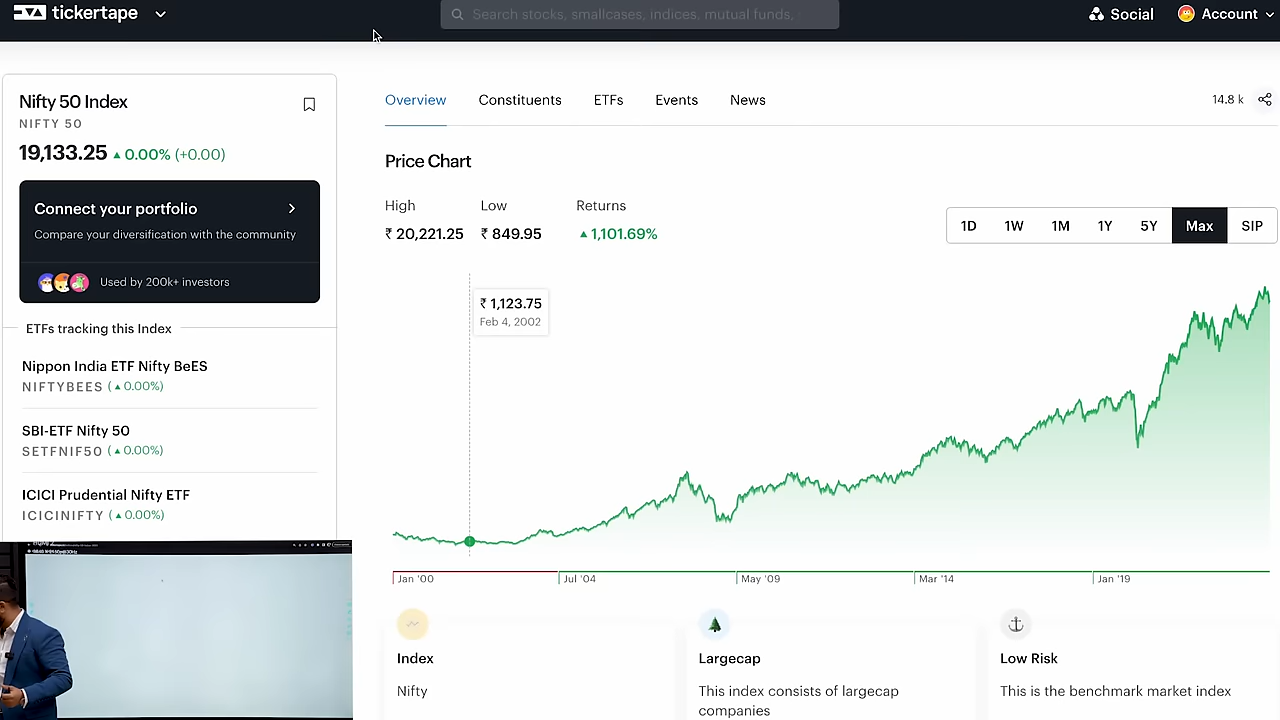 tickertape
Search stocks, smallcases, indices, mutual funds,
Social
Account
Nifty 50 Index
NIFTY 50
19,133.25 ▲ 0.00% (+0.00)
Connect your portfolio
Compare your diversification with the community
Used by 200k+ investors
ETFs tracking this Index
Nippon India ETF Nifty BeES
NIFTYBEES (▲0.00%)
SBI-ETF Nifty 50
SETFNIF50 (▲0.00%)
ICICI Prudential Nifty ETF
ICICINIFTY (▲0.00%)
Overview Constituents ETFs Events News
14.8 k
Price Chart
High Low Returns
₹ 20,221.25 ₹ 849.95 ▲1,101.69%
1D 1W 1M 1Y 5Y Max SIP
₹ 1,123.75
Feb 4, 2002
Jan '00 Jul '04 May '09 Mar '14 Jan '19
Index
Nifty
Largecap
This index consists of largecap
companies
Low Risk
This is the benchmark market index